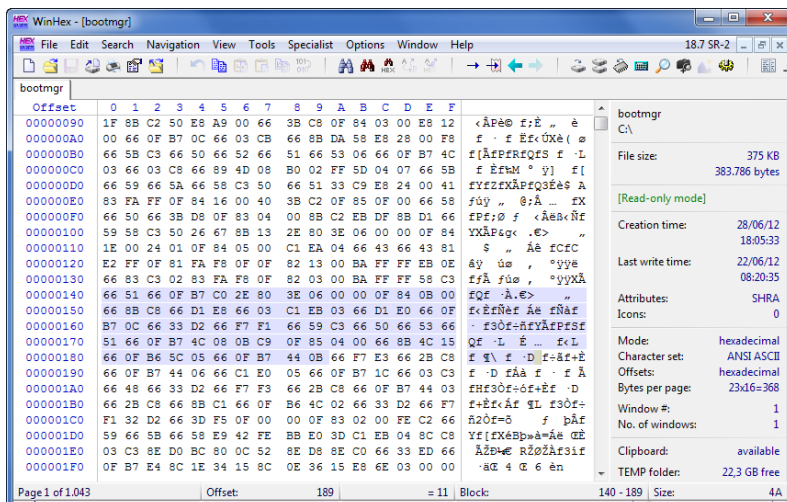 WinHex - [bootmgr]
File Edit Search Navigation View Tools Specialist Options Window Help 18.7 SR-2
bootmgr
Offset 0 1 2 3 4 5 6 7 8 9 A B C D E F
00000090 1F 8B C2 50 E8 A9 00 66 3B C8 0F 84 03 00 E8 12
000000A0 00 66 0F B7 0C 66 03 CB 66 8B DA 58 E8 28 00 F8
000000B0 66 5B C3 66 50 66 52 66 51 66 53 06 66 0F B7 4C
000000C0 03 66 03 C8 66 89 4D 08 B0 02 FF 5D 04 07 66 5B
000000D0 66 59 66 5A 66 58 C3 50 66 51 33 C9 E8 24 00 41
000000E0 83 FA FF 0F 84 16 00 40 3B C2 0F 85 0F 00 66 58
000000F0 66 50 66 3B D8 0F 83 04 00 8B C2 EB DF 8B D1 66
00000100 59 58 C3 50 66 26 67 8B 13 2E 80 3E 06 00 00 0F 84
00000110 1E 00 24 01 0F 84 05 00 C1 EA 04 66 43 66 43 81
00000120 E2 FF 0F 81 FA F8 0F 0F 82 13 00 BA FF FF EB 0E
00000130 66 83 C3 02 83 FA F8 0F 82 03 00 BA FF FF 58 C3
00000140 66 51 66 0F B7 C0 2E 80 3E 06 00 00 0F 84 0B 00
00000150 66 8B C8 66 D1 E8 66 03 C1 EB 03 66 D1 E0 66 0F
00000160 B7 0C 66 33 D2 66 F7 F1 66 59 C3 66 50 66 53 66
00000170 51 66 0F B7 4C 08 0B C9 0F 85 04 00 66 8B 4C 15
00000180 66 0F B6 5C 05 66 0F B7 44 0B 66 F7 E3 66 2B C8
00000190 66 0F B7 44 06 66 C1 E0 05 66 0F B7 1C 66 03 C3
000001A0 66 48 66 33 D2 66 F7 F3 66 2B C8 66 0F B7 44 03
000001B0 66 2B C8 66 8B C1 66 0F B6 4C 02 66 33 D2 66 F7
000001C0 F1 32 D2 66 3D F5 0F 00 00 0F 83 02 00 FE C2 66
000001D0 59 66 5B 66 58 E9 42 FE BB E0 3D C1 EB 04 8C C8
000001E0 03 C3 8E D0 BC 80 0C 52 8E D8 8E C0 66 33 ED 66
000001F0 0F B7 E4 8C 1E 34 15 8C 0E 36 15 E8 6E 03 00 00
bootmgr
C:\
File size: 375 KB
383.786 bytes
[Read-only mode]
Creation time: 28/06/12
18:05:33
Last write time: 22/06/12
08:20:35
Attributes: SHRA
Icons: 0
Mode: hexadecimal
Character set: ANSI ASCII
Offsets: hexadecimal
Bytes per page: 23x16=368
Window #: 1
No. of windows: 1
Clipboard: available
TEMP folder: 22,3 GB free
Page 1 of 1.043 Offset: 189 = 11 Block: 140 - 189 Size: 4A